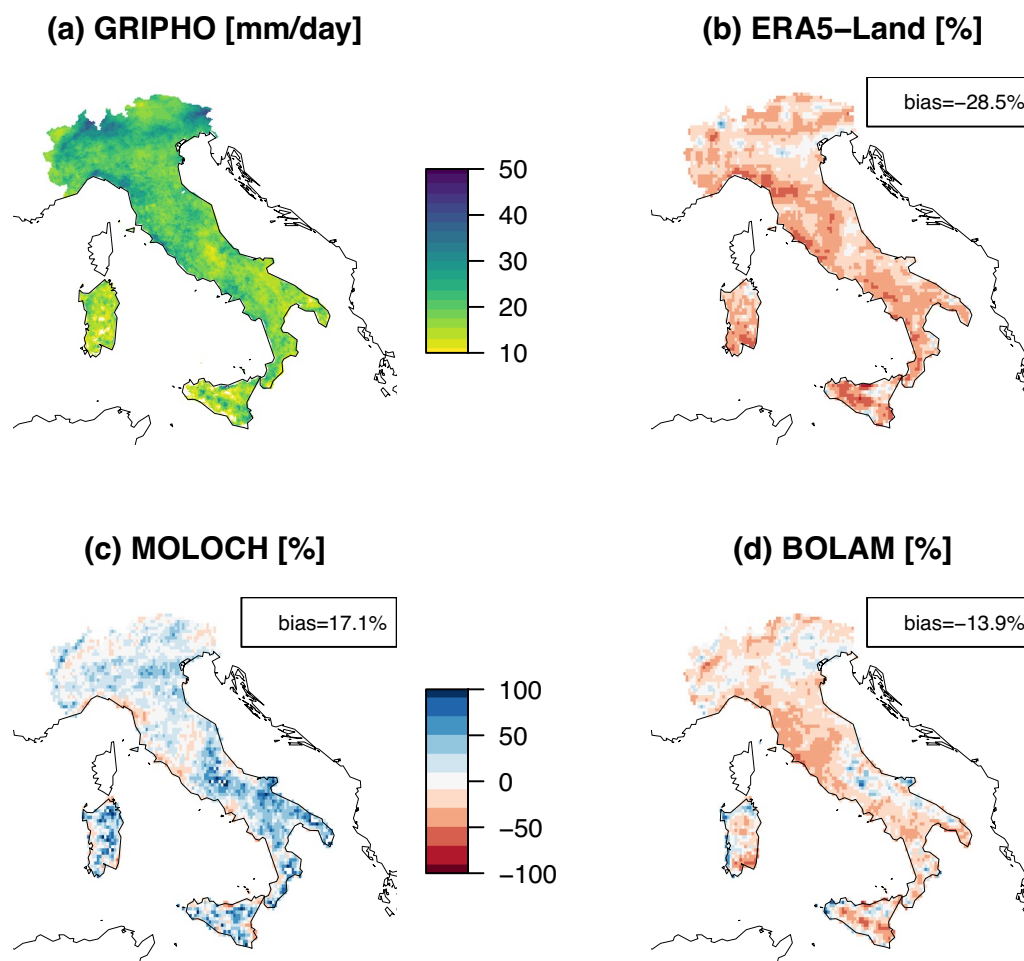 (a) GRIPHO [mm/day]
(b) ERA5−Land [%]
bias=−28.5%
50
40
30
20
10
(c) MOLOCH [%]
(d) BOLAM [%]
bias=17.1%
bias=−13.9%
100
50
0
−50
−100